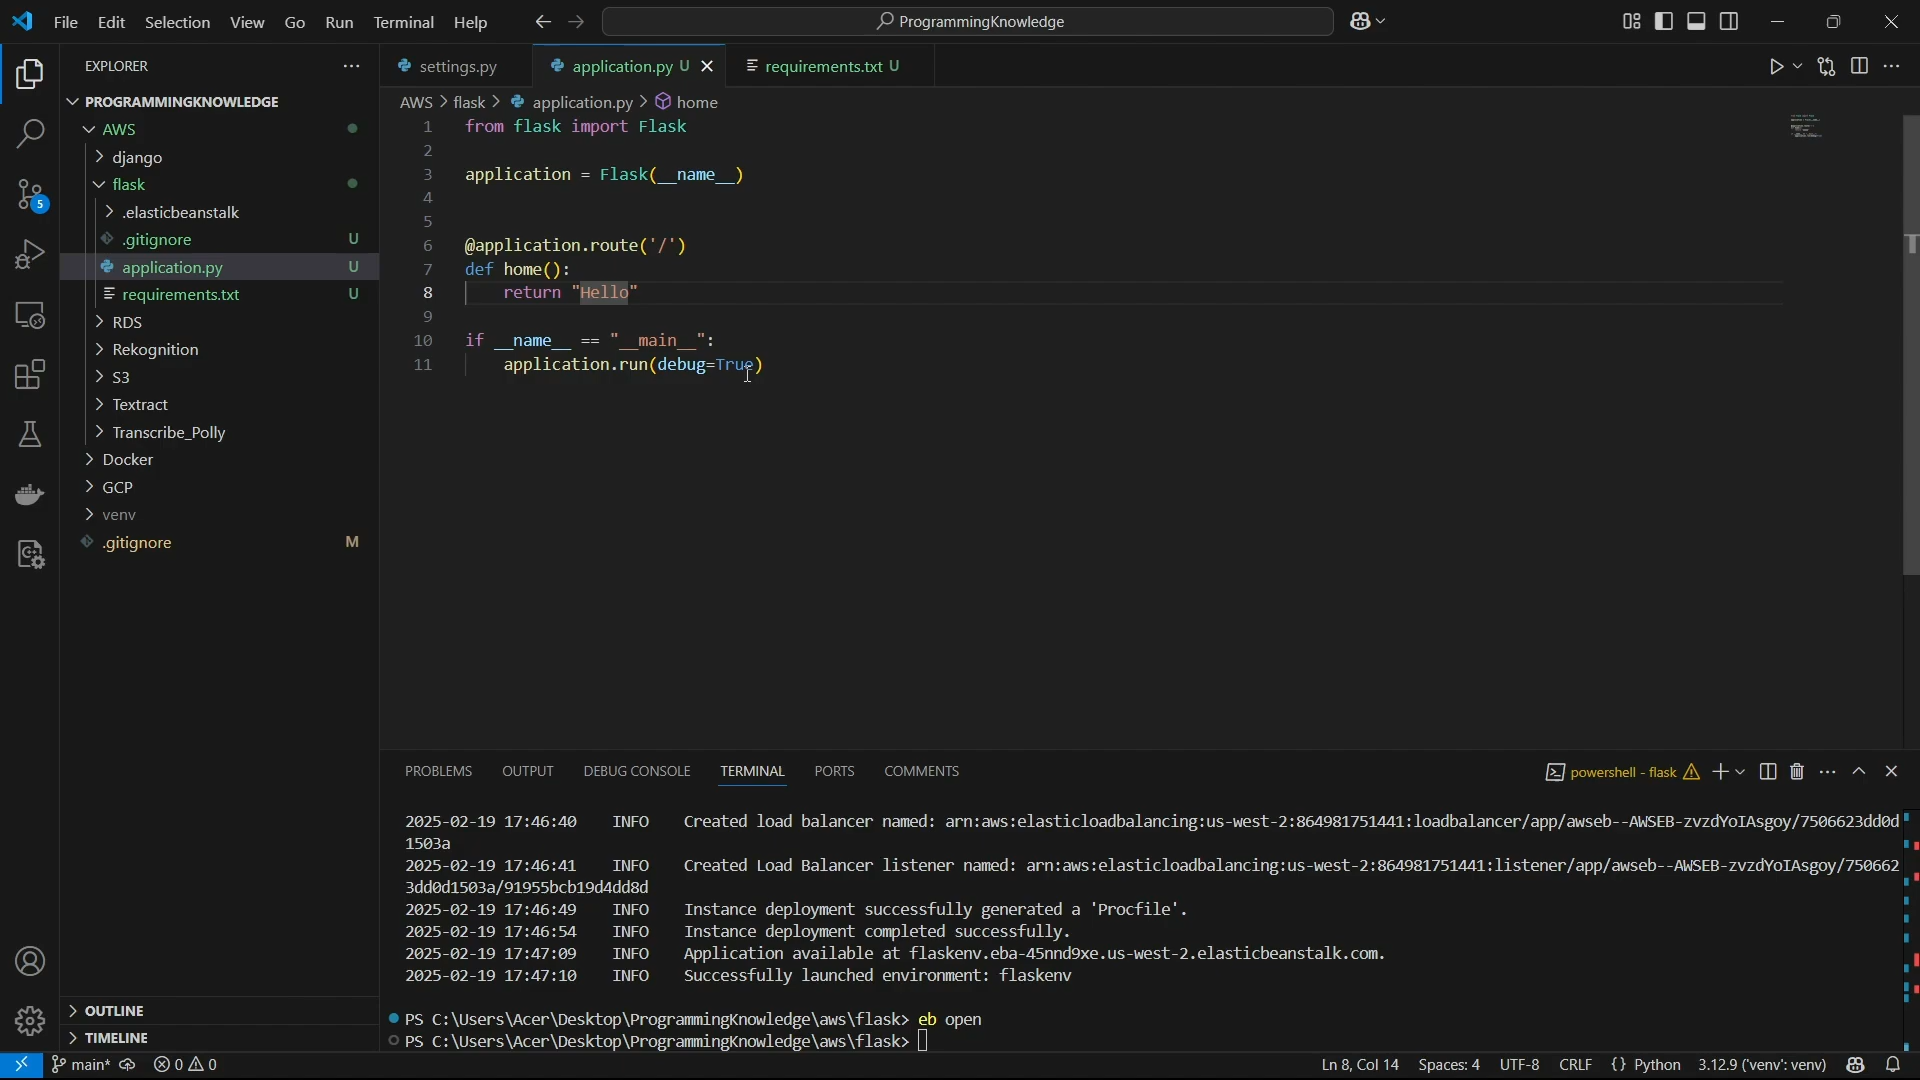 File Edit Selection View Go Run Terminal Help
ProgrammingKnowledge
EXPLORER
settings.py
application.py U
requirements.txt U
PROGRAMMINGKNOWLEDGE
AWS > flask > application.py > home
AWS
django
flask
.elasticbeanstalk
.gitignore U
application.py U
requirements.txt U
RDS
Rekognition
S3
Textract
Transcribe_Polly
Docker
GCP
venv
.gitignore M
5
OUTLINE
TIMELINE
1 from flask import Flask
2
3 application = Flask(__name__)
4
5
6 @application.route('/')
7 def home():
8     return "Hello"
9
10 if __name__ == "__main__":
11     application.run(debug=True)
PROBLEMS OUTPUT DEBUG CONSOLE TERMINAL PORTS COMMENTS
powershell - flask
2025-02-19 17:46:40 INFO Created load balancer named: arn:aws:elasticloadbalancing:us-west-2:864981751441:loadbalancer/app/awseb--AWSEB-zvzdYoIAsgoy/7506623dd0d
1503a
2025-02-19 17:46:41 INFO Created Load Balancer listener named: arn:aws:elasticloadbalancing:us-west-2:864981751441:listener/app/awseb--AWSEB-zvzdYoIAsgoy/750662
3dd0d1503a/91955bcb19d4dd8d
2025-02-19 17:46:49 INFO Instance deployment successfully generated a 'Procfile'.
2025-02-19 17:46:54 INFO Instance deployment completed successfully.
2025-02-19 17:47:09 INFO Application available at flaskenv.eba-45nnd9xe.us-west-2.elasticbeanstalk.com.
2025-02-19 17:47:10 INFO Successfully launched environment: flaskenv
PS C:\Users\Acer\Desktop\ProgrammingKnowledge\aws\flask> eb open
PS C:\Users\Acer\Desktop\ProgrammingKnowledge\aws\flask>
main* 0 0 Ln 8, Col 14 Spaces: 4 UTF-8 CRLF {} Python 3.12.9 ('venv': venv)